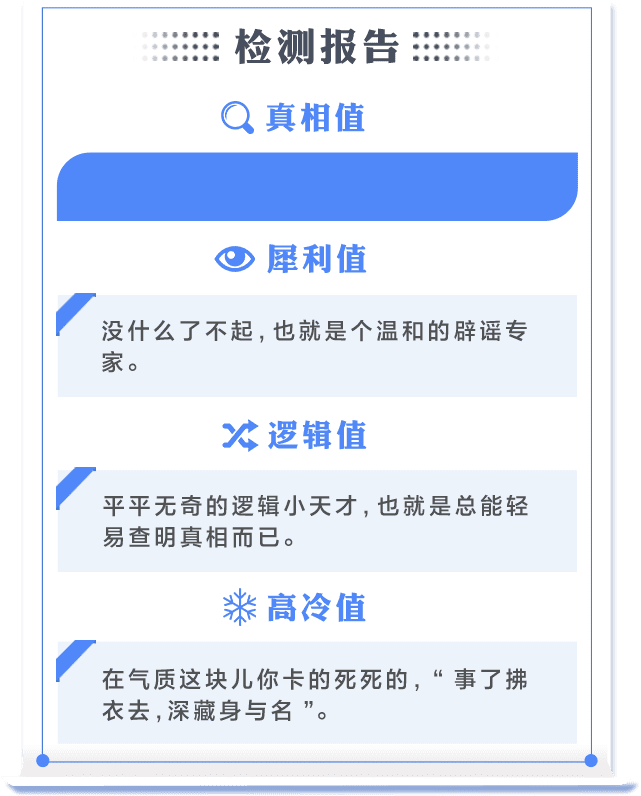 检测报告
真相值
犀利值
没什么了不起,也就是个温和的辟谣专
家。
逻辑值
平平无奇的逻辑小天才,也就是总能轻
易查明真相而已。
高冷值
在气质这块儿你卡的死死的,“ 事了拂
衣去,深藏身与名 ”。